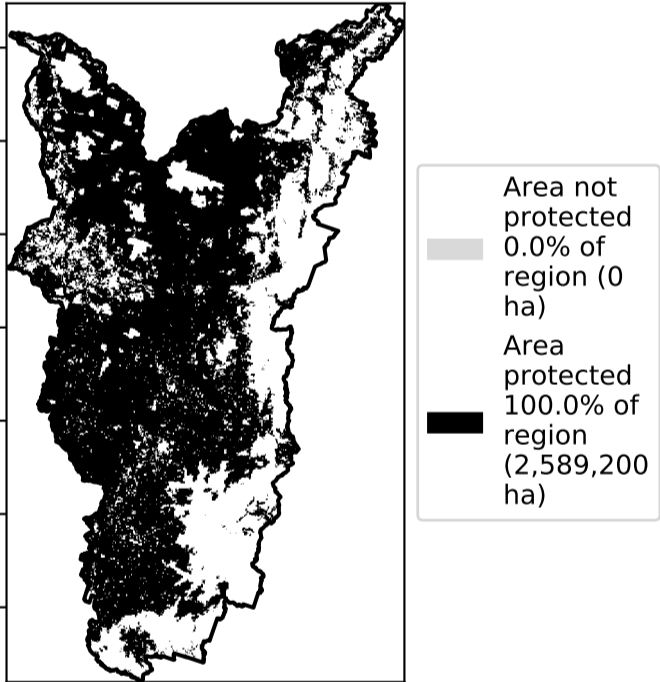 Area not
protected
0.0% of
region (0
ha)
Area
protected
100.0% of
region
(2,589,200
ha)